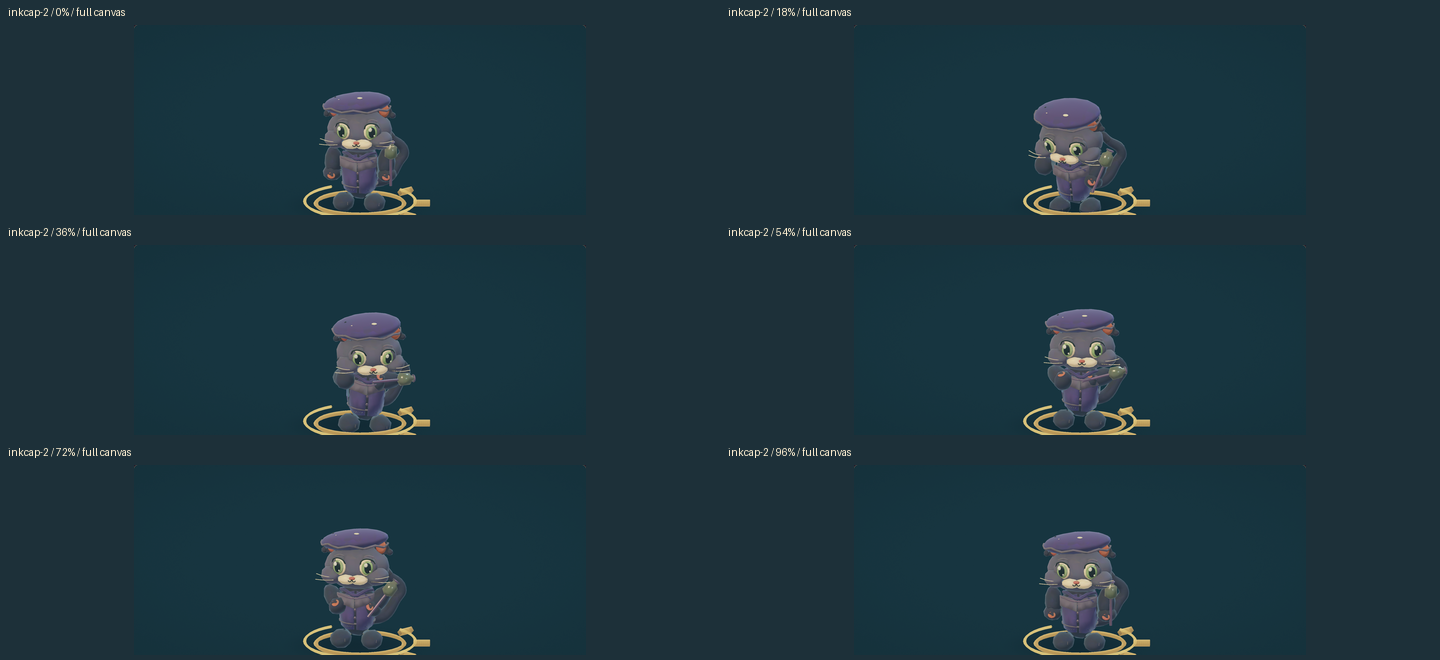 inkcap-2 / 0% / full canvas
inkcap-2 / 18% / full canvas
inkcap-2 / 36% / full canvas
inkcap-2 / 54% / full canvas
inkcap-2 / 72% / full canvas
inkcap-2 / 96% / full canvas